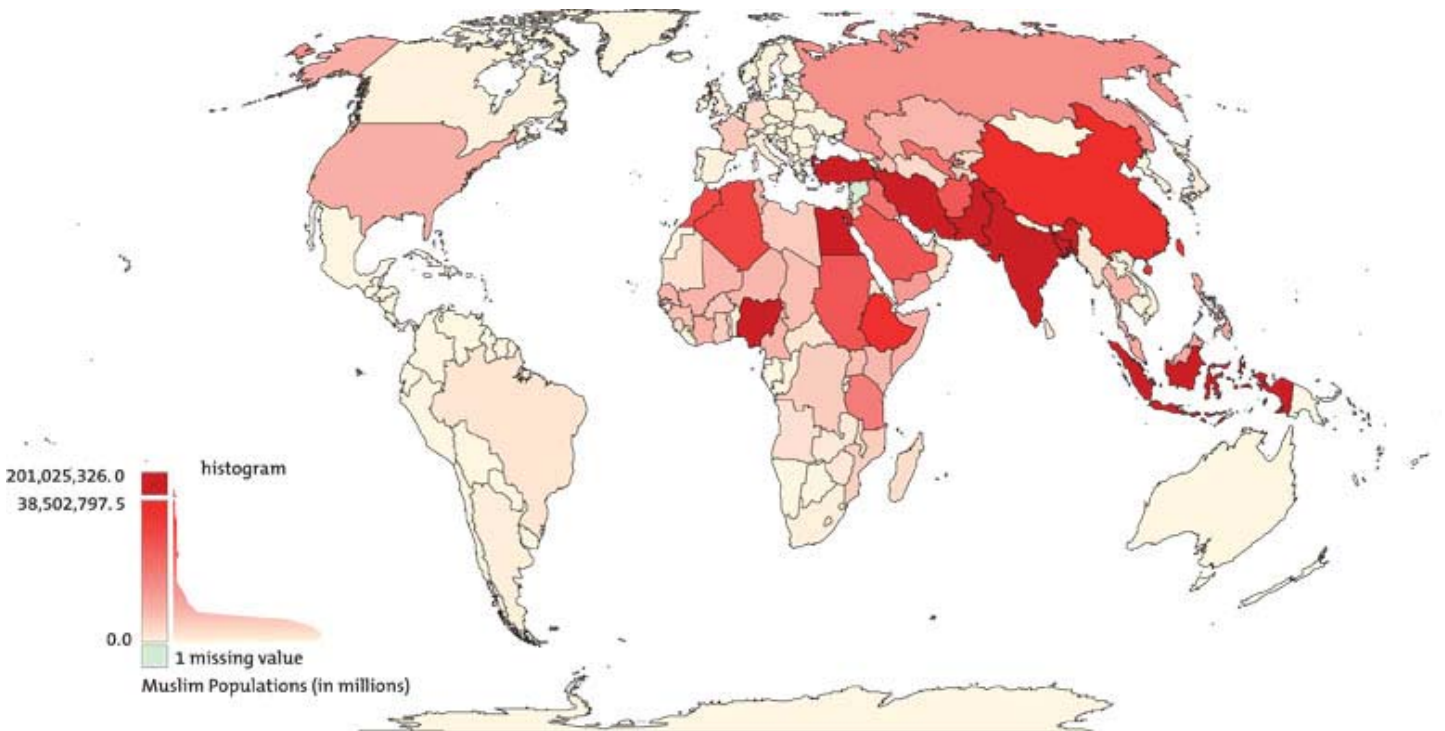 histogram
201,025,326.0
38,502,797.5
0.0
1 missing value
Muslim Populations (in millions)